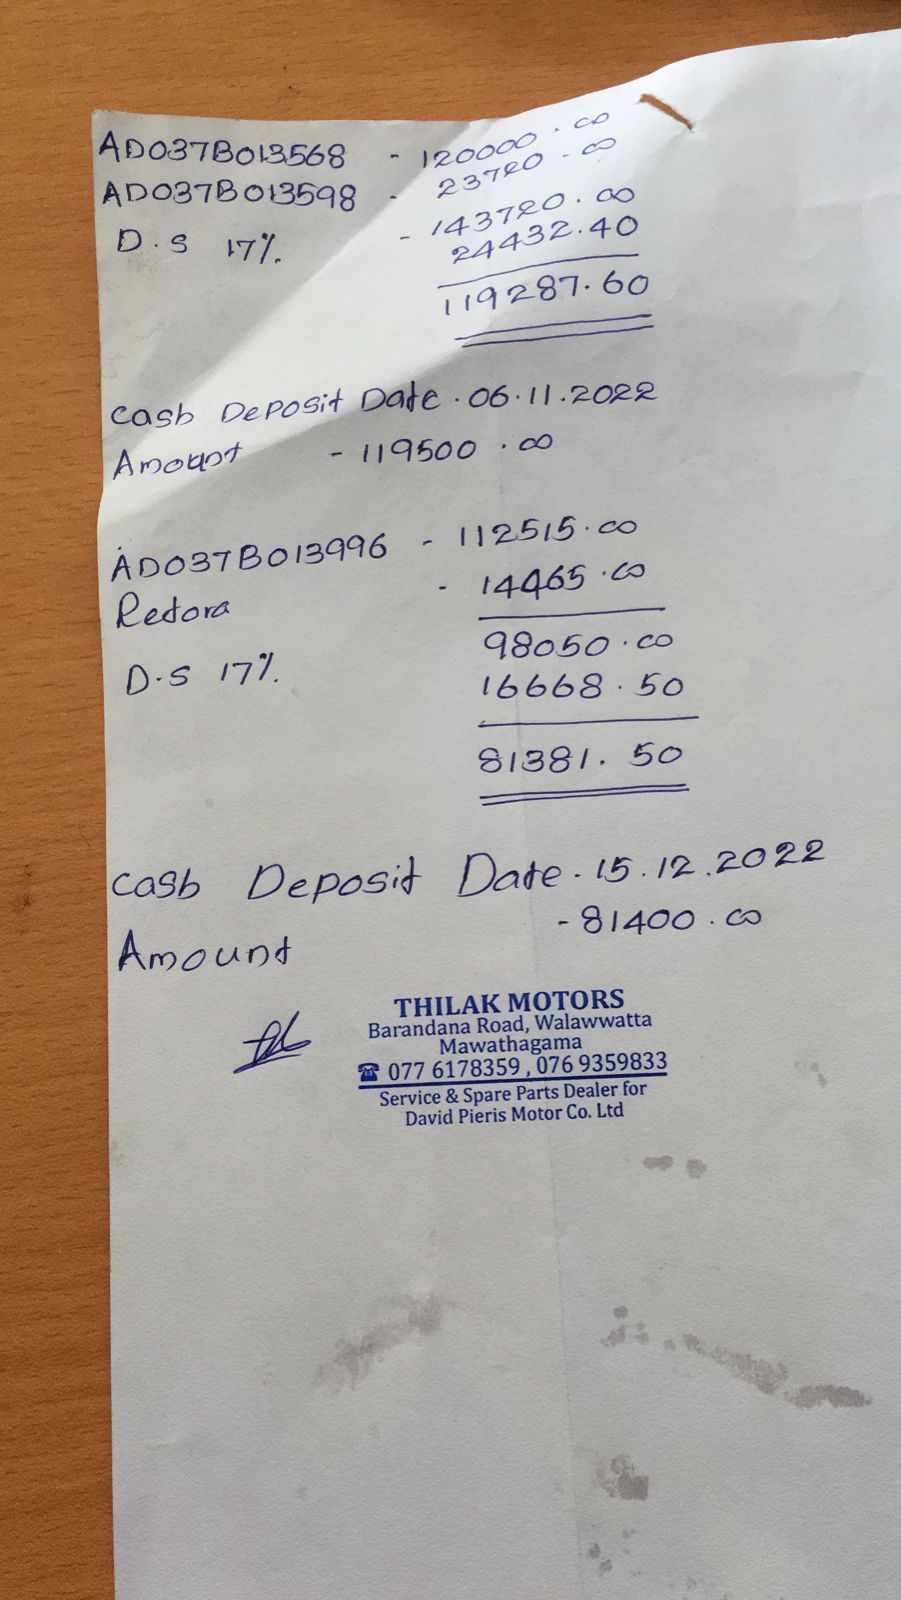 AD037B013568 - 120000.00
AD037B013598 - 23720.00
- 143720.00
D.S 17% 24432.40
119287.60
Cash Deposit Date. 06.11.2022
Amount - 119500.00
AD037B013996 - 112515.00
Redora - 14465.00
98050.00
D.S 17% 16668.50
81381.50
Cash Deposit Date. 15.12.2022
- 81400.00
Amount
THILAK MOTORS
Barandana Road, Walawwatta
Mawathagama
☎ 077 6178359 , 076 9359833
Service & Spare Parts Dealer for
David Pieris Motor Co. Ltd